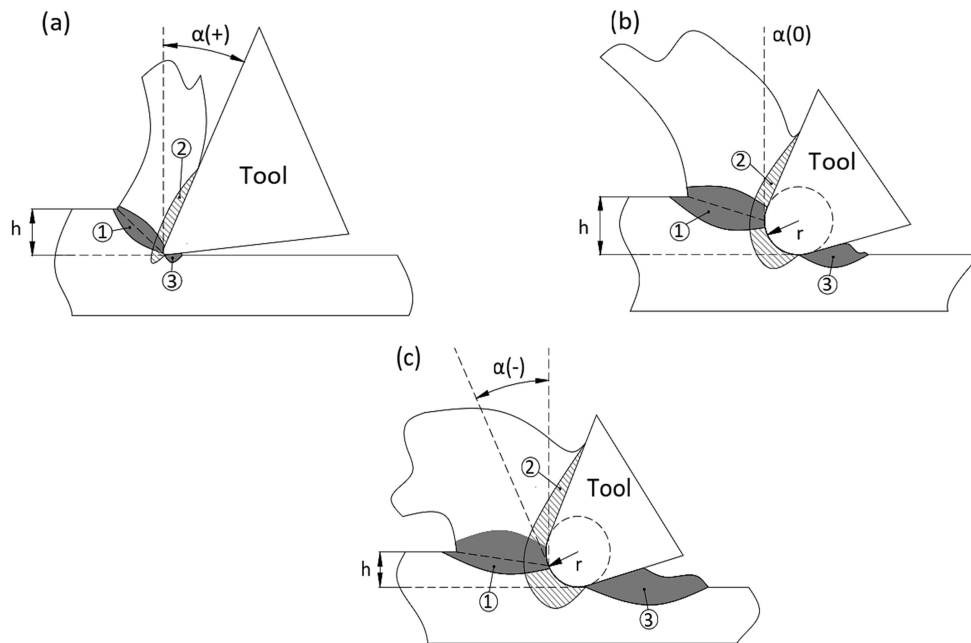 (a)
α(+)
②
Tool
h
①
③
(b)
α(0)
②
Tool
h
①
r
③
(c)
α(-)
②
Tool
h
r
①
③